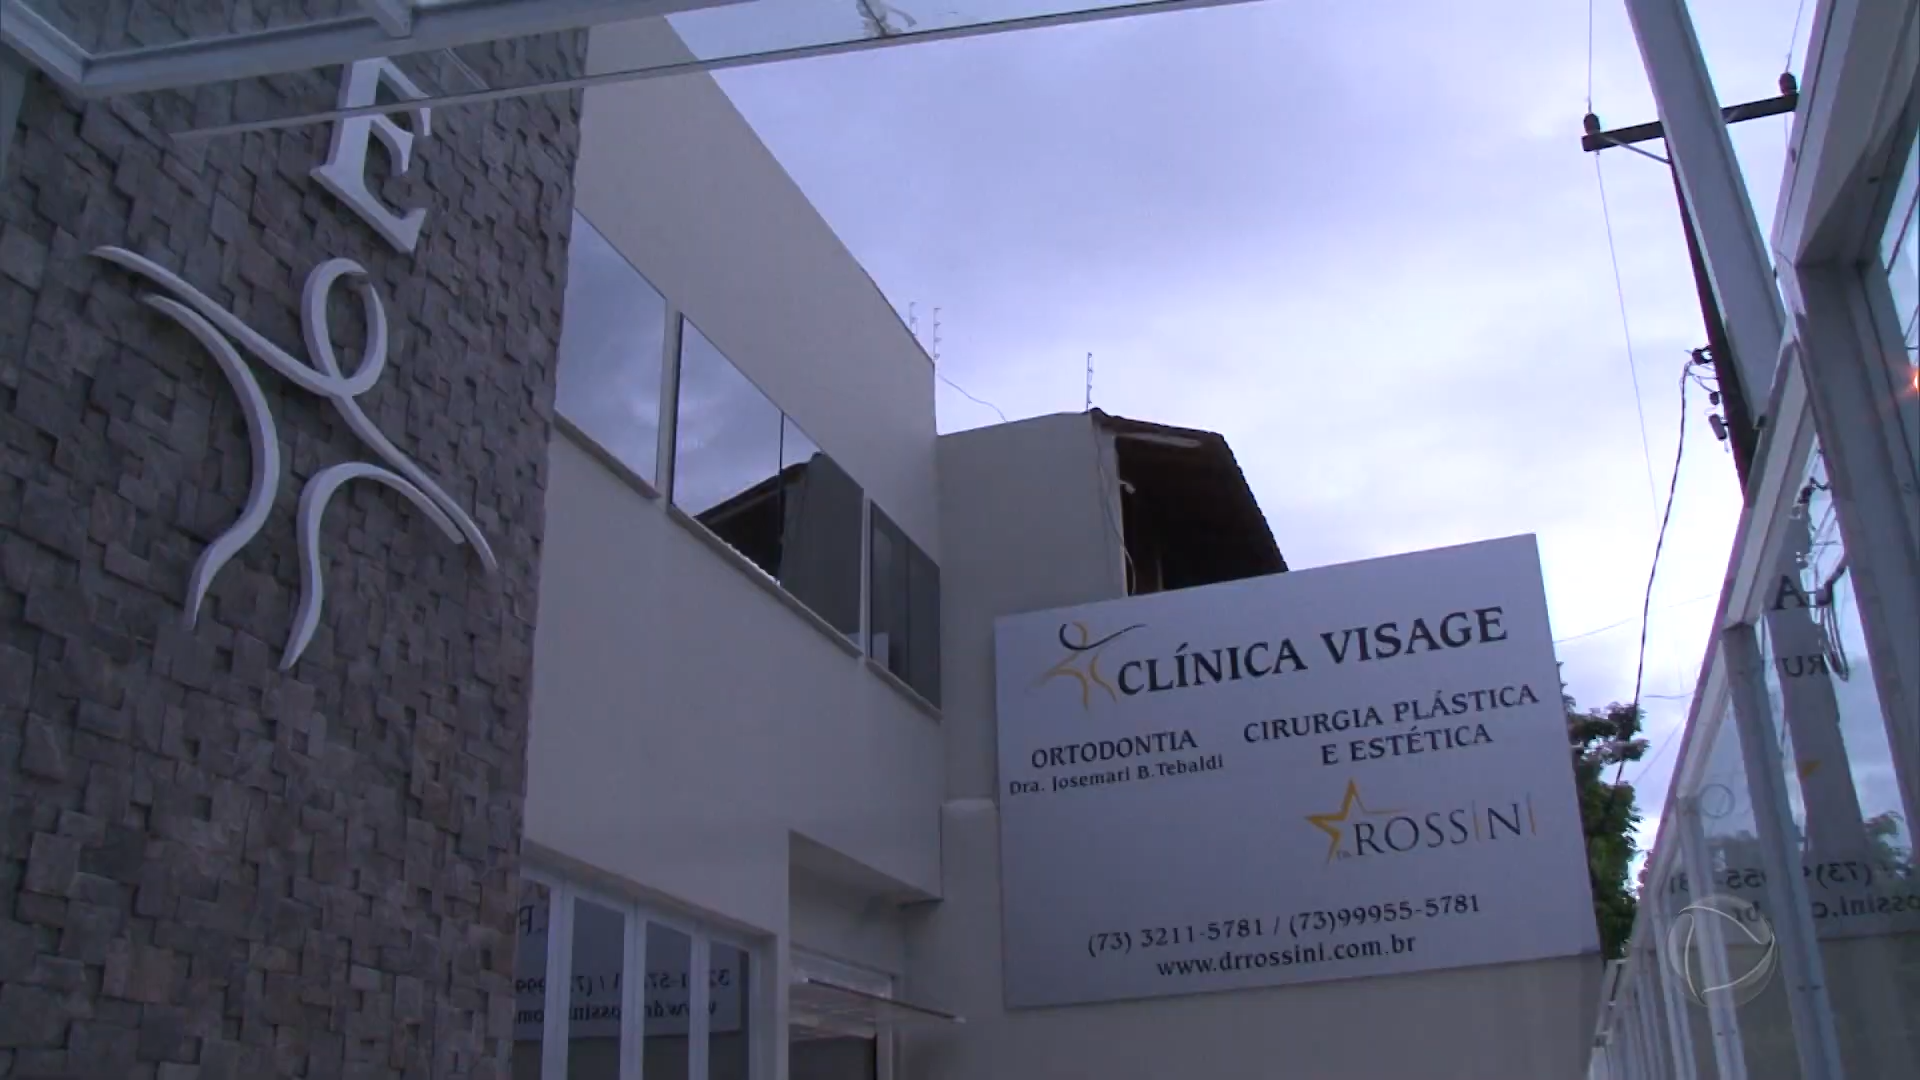 E
CLÍNICA VISAGE
ORTODONTIA
Dra. Josemari B.Tebaldi
CIRURGIA PLÁSTICA
E ESTÉTICA
DR. ROSSINI
(73) 3211-5781 / (73)99955-5781
www.drrossini.com.br